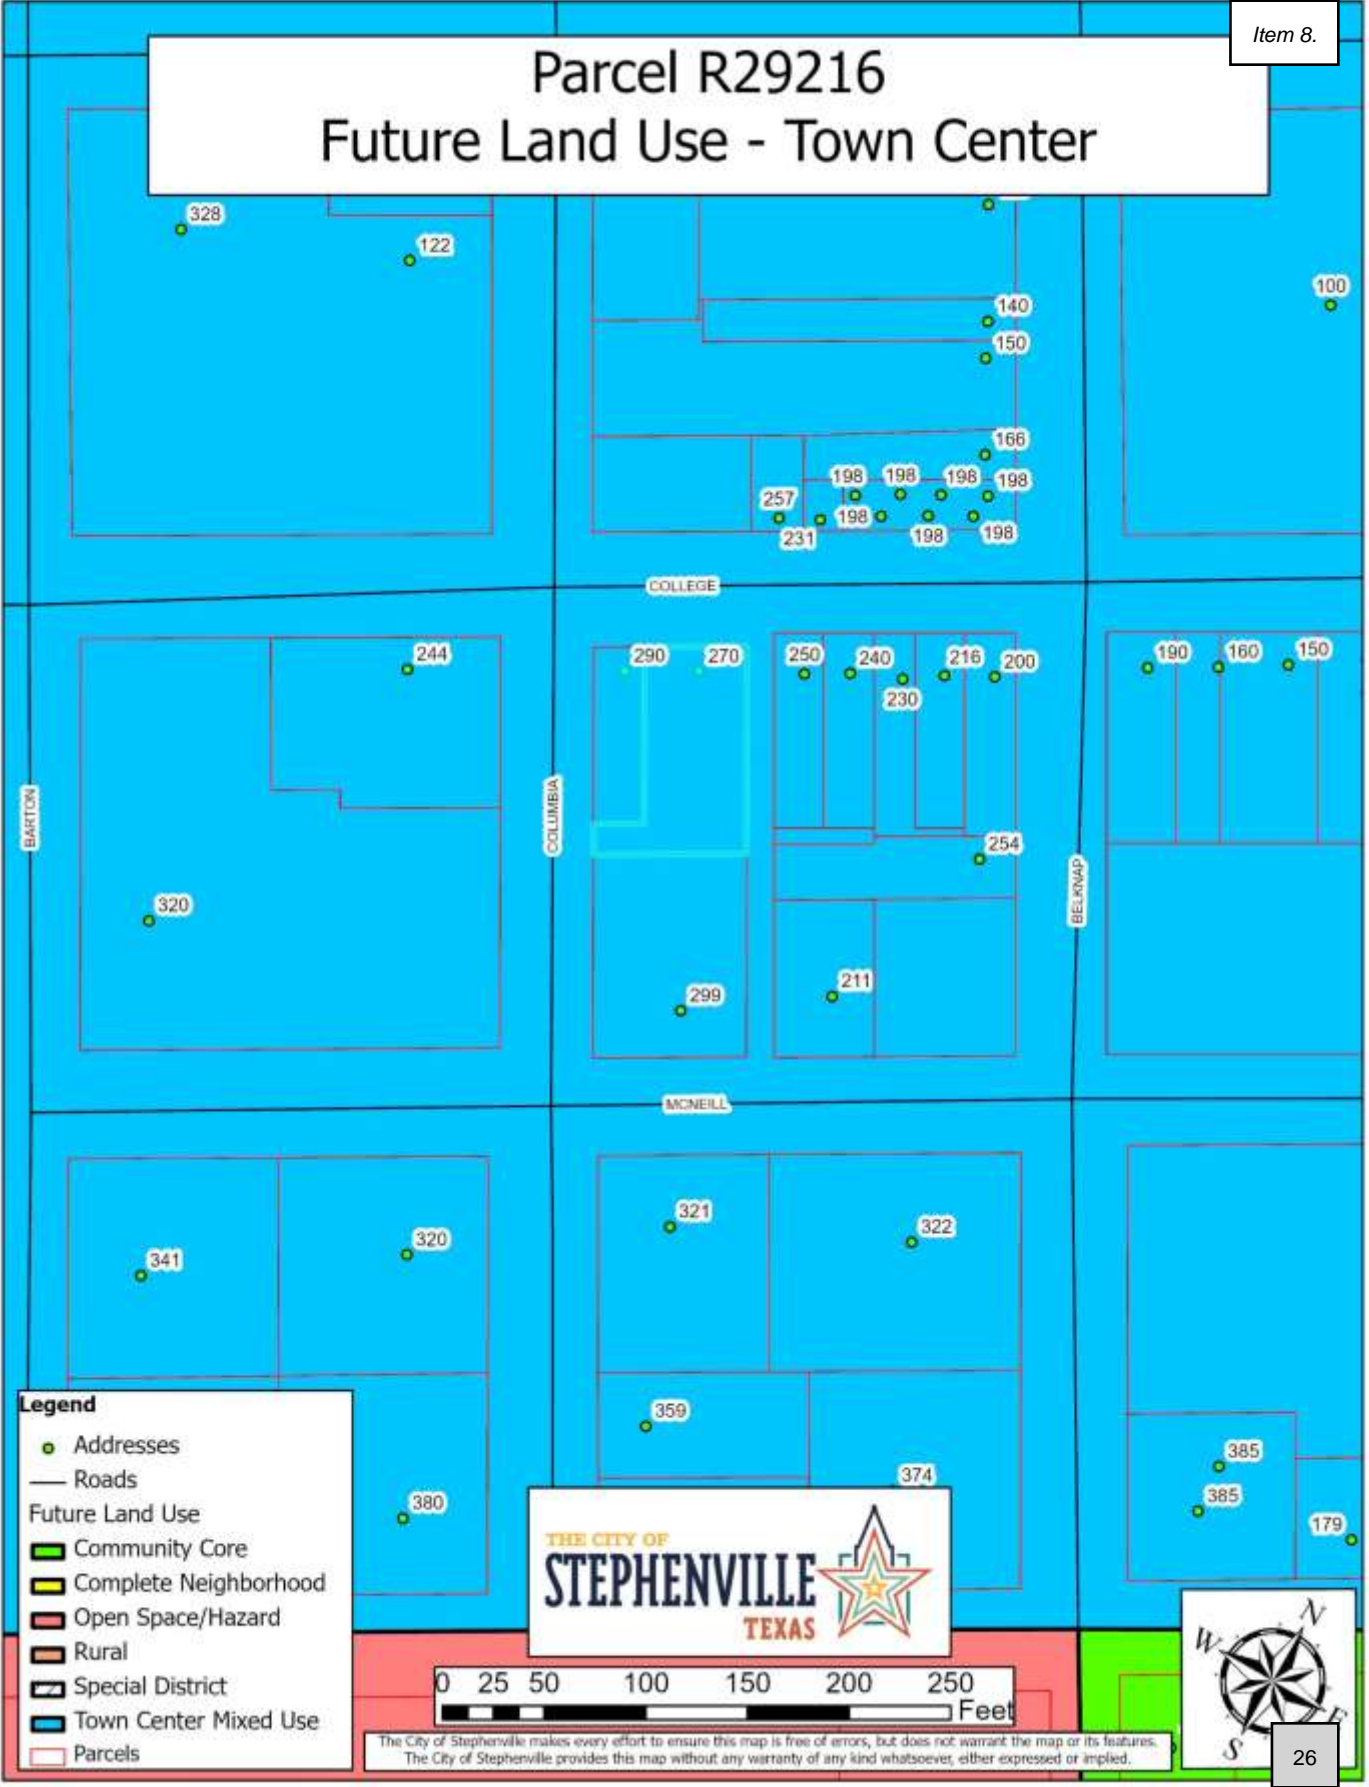 Item 8.
Parcel R29216
Future Land Use - Town Center
328
122
100
140
150
166
198 198 198 198
257
198
231
198 198
COLLEGE
244
290 270 250 240 216 200
230
190 160 150
BARTON
COLUMBIA
BELKNAP
254
320
299
211
MCNEILL
321
322
320
341
359
374
380
385
385
179
Legend
Addresses
Roads
Future Land Use
Community Core
Complete Neighborhood
Open Space/Hazard
Rural
Special District
Town Center Mixed Use
Parcels
THE CITY OF
STEPHENVILLE
TEXAS
0 25 50 100 150 200 250
Feet
The City of Stephenville makes every effort to ensure this map is free of errors, but does not warrant the map or its features.
The City of Stephenville provides this map without any warranty of any kind whatsoever, either expressed or implied.
N
W
E
S
26